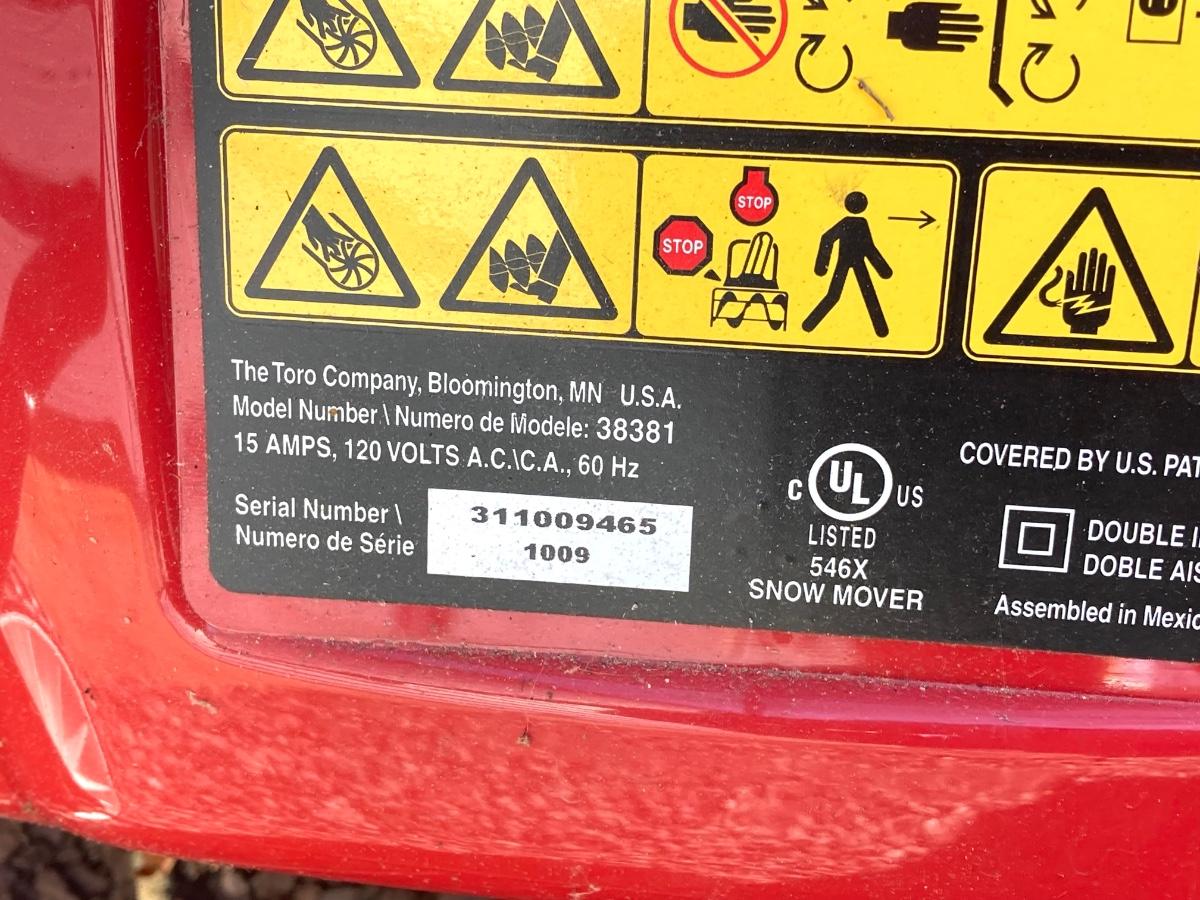 STOP
STOP
The Toro Company, Bloomington, MN U.S.A.
Model Number \ Numero de Modele: 38381
15 AMPS, 120 VOLTS A.C.\C.A., 60 Hz
Serial Number \
Numero de Série
311009465
1009
C UL US
LISTED
546X
SNOW MOVER
COVERED BY U.S. PAT
DOUBLE I
DOBLE AIS
Assembled in Mexic